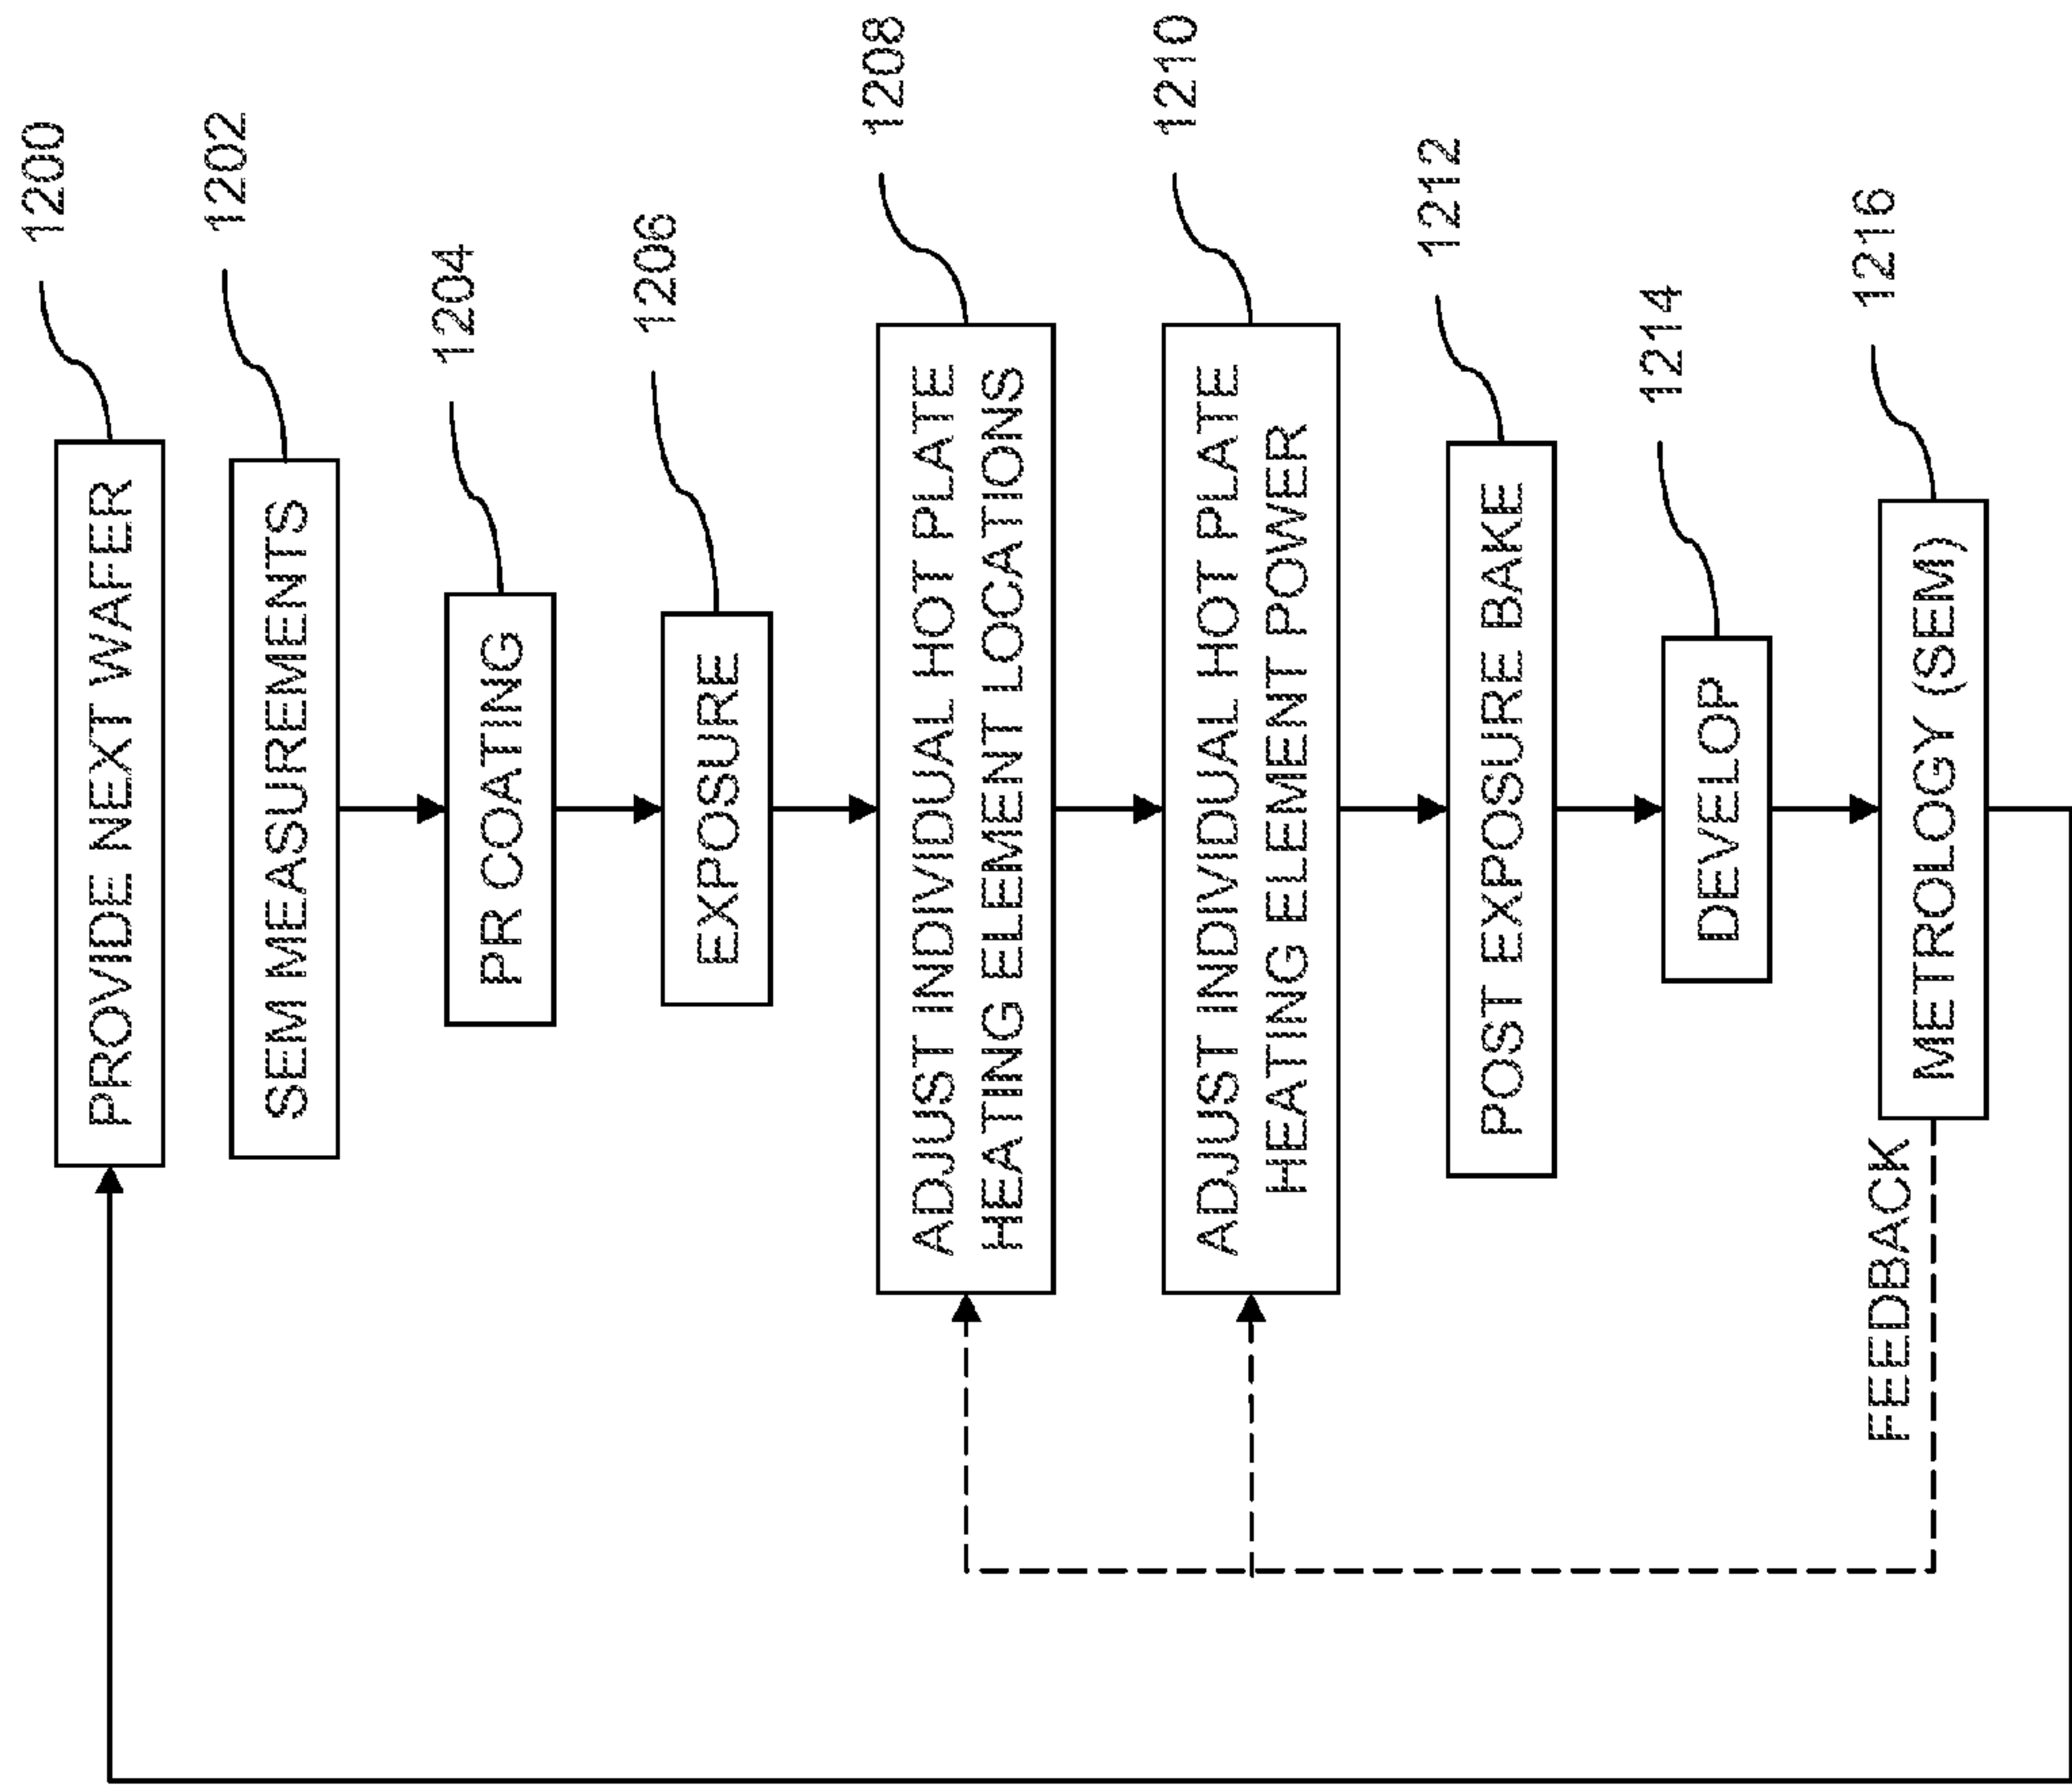 PROVIDE NEXT WAFER
1200
SEM MEASUREMENTS
1202
PR COATING
1204
EXPOSURE
1206
ADJUST INDIVIDUAL HOT PLATE
HEATING ELEMENT LOCATIONS
1208
ADJUST INDIVIDUAL HOT PLATE
HEATING ELEMENT POWER
1210
POST EXPOSURE BAKE
1212
DEVELOP
1214
FEEDBACK
METROLOGY (SEM)
1216